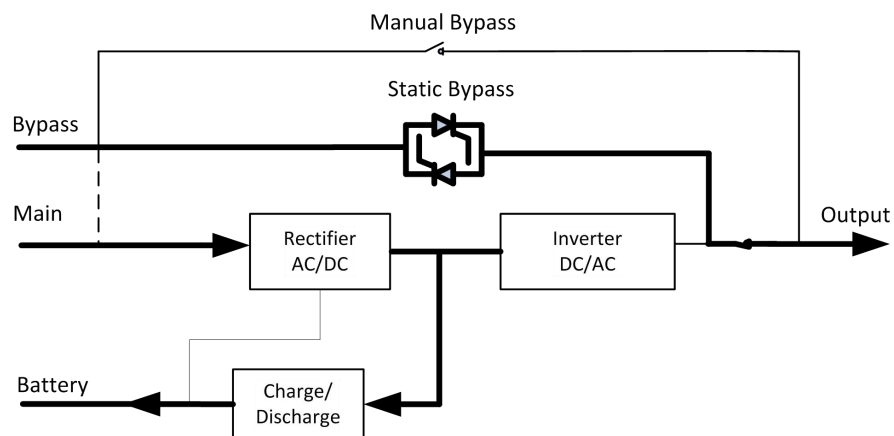 Manual Bypass
Static Bypass
Bypass
Main
Rectifier
AC/DC
Inverter
DC/AC
Output
Battery
Charge/
Discharge